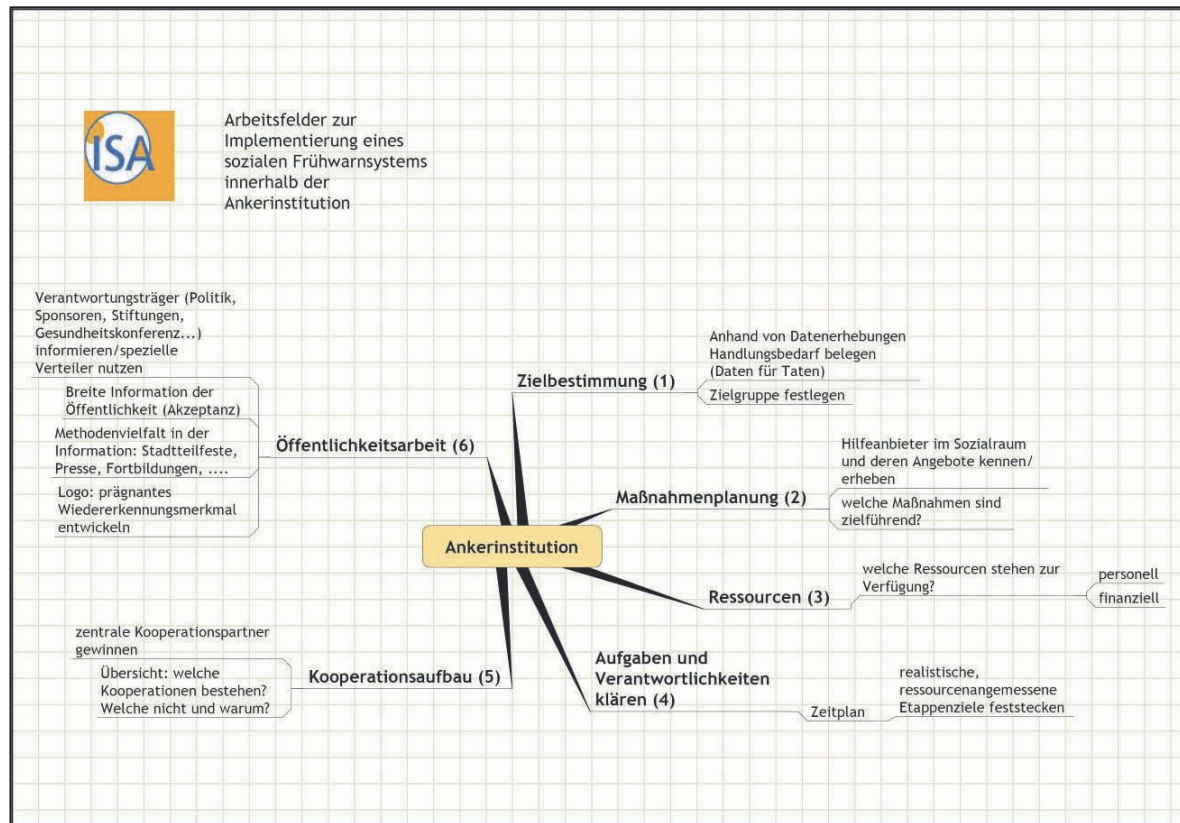 ISA
Arbeitsfelder zur
Implementierung eines
sozialen Frühwarnsystems
innerhalb der
Ankerinstitution
Verantwortungsträger (Politik,
Sponsoren, Stiftungen,
Gesundheitskonferenz...)
informieren/spezielle
Verteiler nutzen
Breite Information der
Öffentlichkeit (Akzeptanz)
Methodenvielfalt in der
Information: Stadtteilfeste,
Presse, Fortbildungen, ....
Logo: prägnantes
Wiedererkennungsmerkmal
entwickeln
Öffentlichkeitsarbeit (6)
Zielbestimmung (1)
Anhand von Datenerhebungen
Handlungsbedarf belegen
(Daten für Taten)
Zielgruppe festlegen
Maßnahmenplanung (2)
Hilfeanbieter im Sozialraum
und deren Angebote kennen/
erheben
welche Maßnahmen sind
zielführend?
Ankerinstitution
Ressourcen (3)
welche Ressourcen stehen zur
Verfügung?
personell
finanziell
Aufgaben und
Verantwortlichkeiten
klären (4)
Zeitplan
realistische,
ressourcenangemessene
Etappenziele feststecken
zentrale Kooperationspartner
gewinnen
Übersicht: welche
Kooperationen bestehen?
Welche nicht und warum?
Kooperationsaufbau (5)